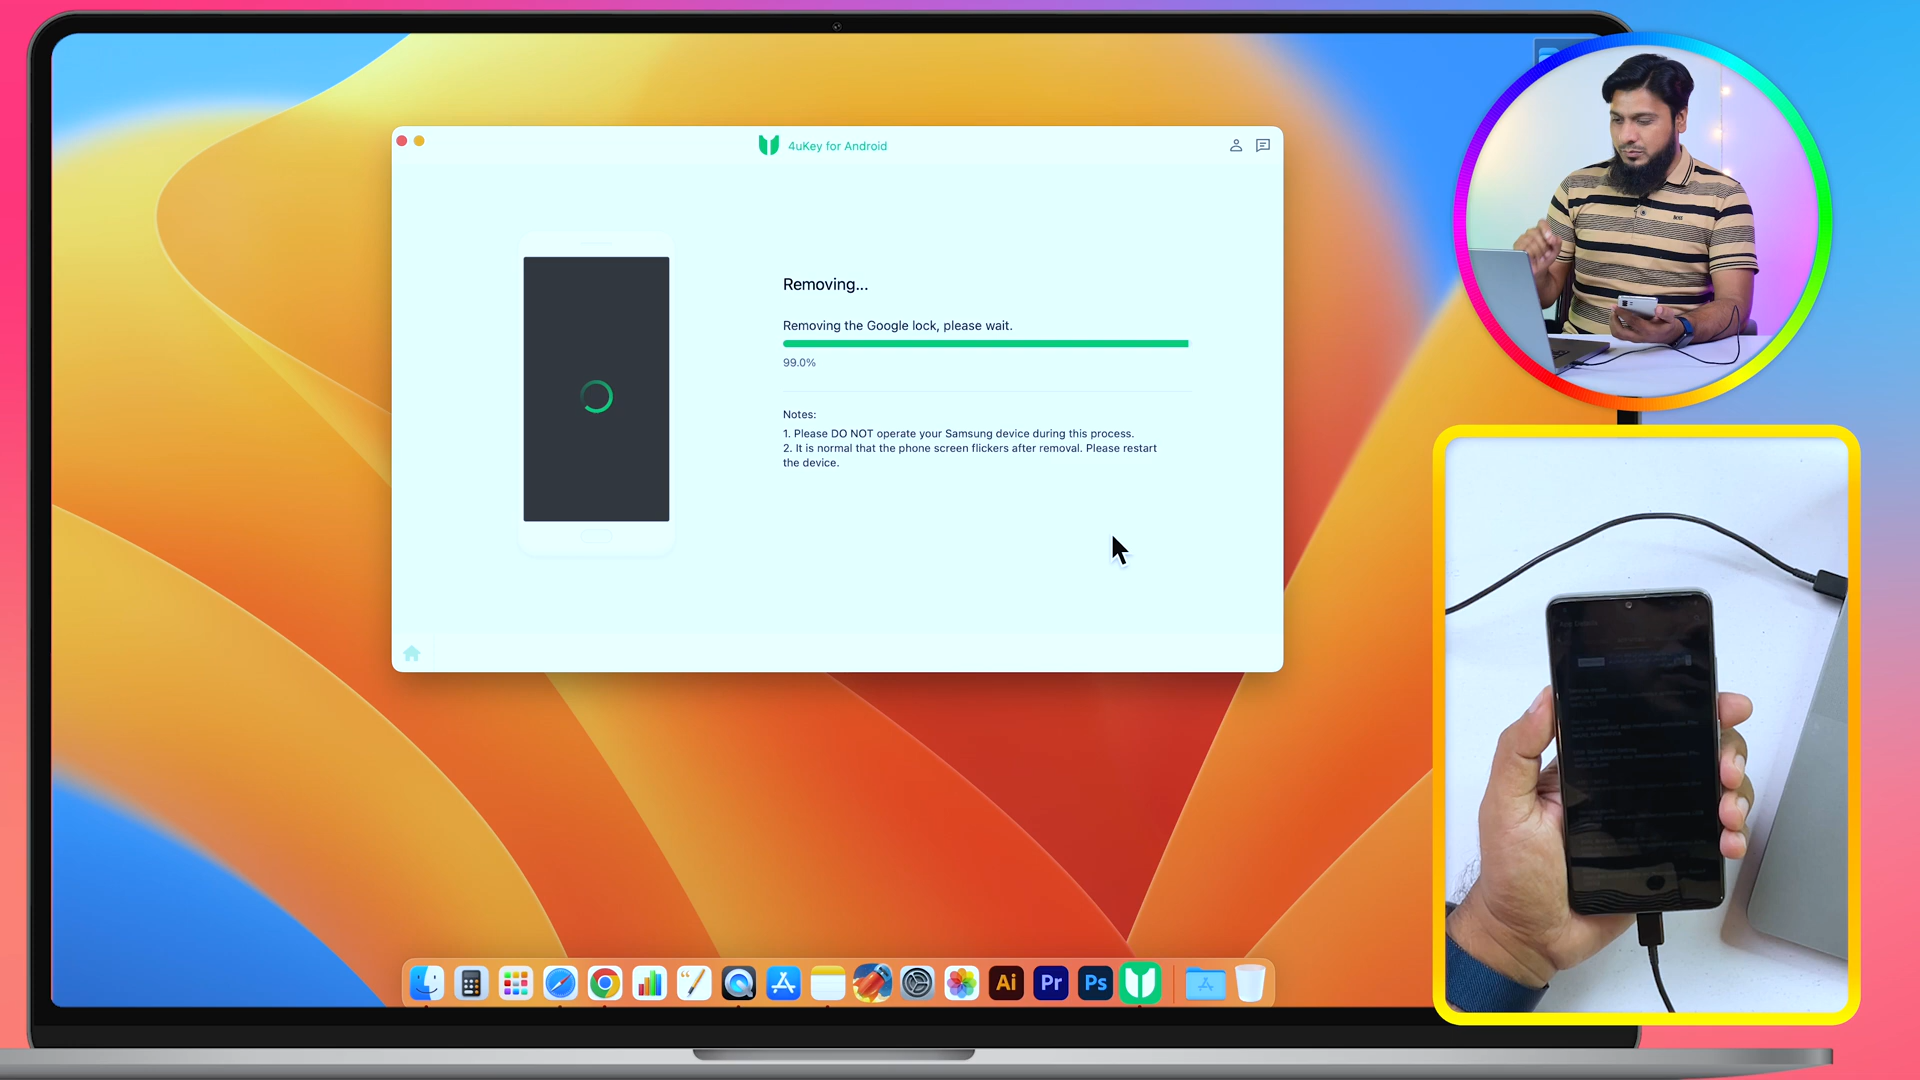 4uKey for Android
Removing...
Removing the Google lock, please wait.
99.0%
Notes:
1. Please DO NOT operate your Samsung device during this process.
2. It is normal that the phone screen flickers after removal. Please restart
the device.
Ai
Pr
Ps